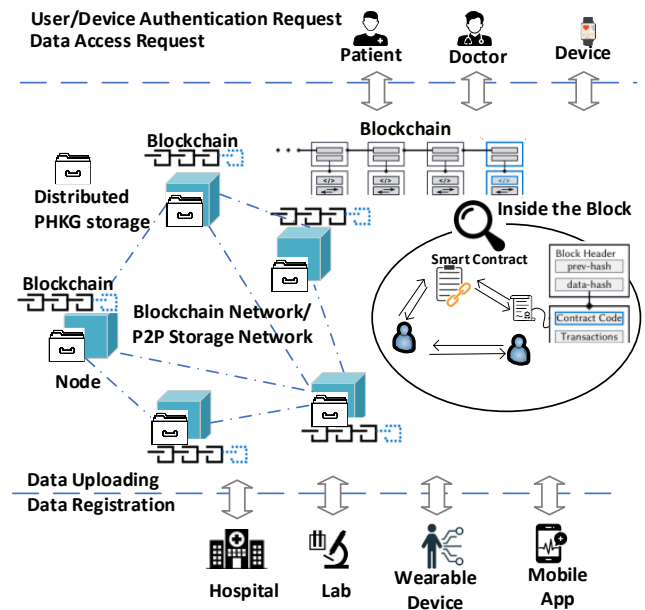 User/Device Authentication Request
Data Access Request
Patient
Doctor
Device
Blockchain
Blockchain
Distributed
PHKG storage
Inside the Block
Smart Contract
Block Header
prev-hash
data-hash
Contract Code
Transactions
Blockchain
Blockchain Network/
P2P Storage Network
Node
Data Uploading
Data Registration
Hospital
Lab
Wearable
Device
Mobile
App